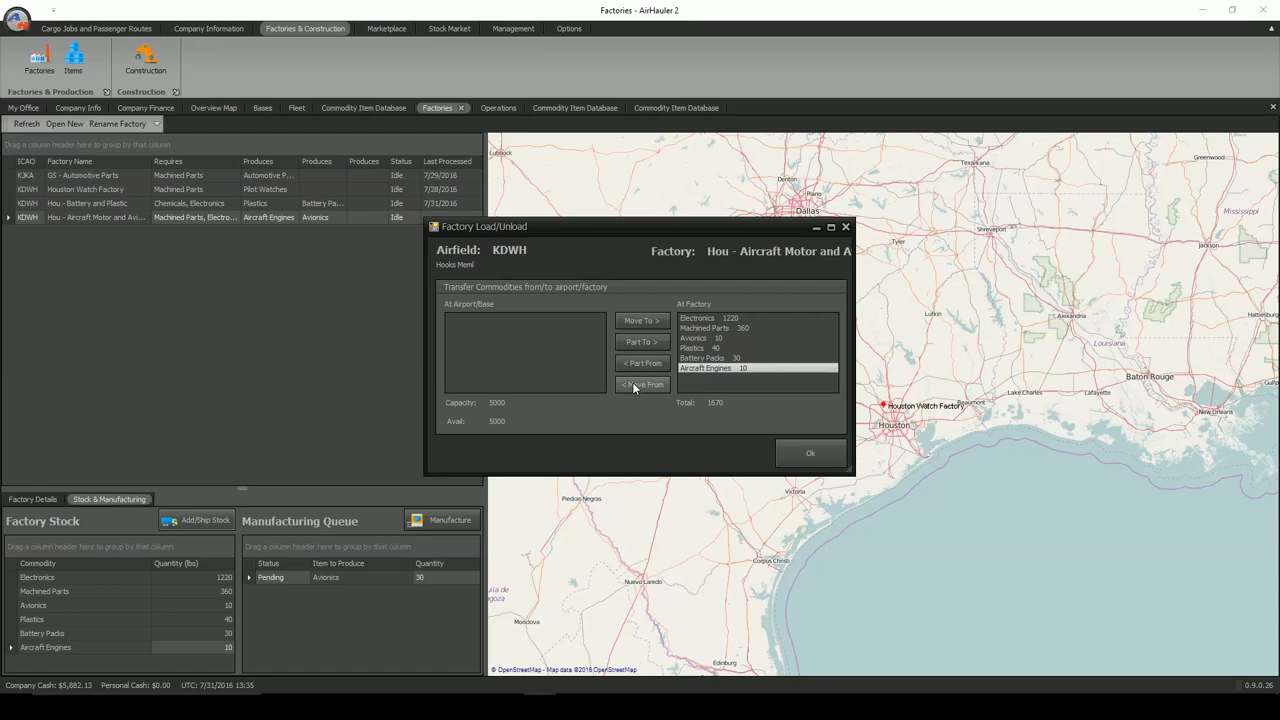 Factories - AirHauler 2
Cargo Jobs and Passenger Routes Company Information Factories & Construction Marketplace Stock Market Management Options
Factories Items Construction
Factories & Production Construction
My Office Company Info Company Finance Overview Map Bases Fleet Commodity Item Database Factories Operations Commodity Item Database Commodity Item Database
Refresh Open New Rename Factory
Drag a column header here to group by that column
ICAO Factory Name Requires Produces Produces Produces Status Last Processed
KJKA GS - Automotive Parts Machined Parts Automotive P... Idle 7/29/2016
KDWH Houston Watch Factory Machined Parts Pilot Watches Idle 7/28/2016
KDWH Hou - Battery and Plastic Chemicals, Electronics Plastics Battery Pa... Idle 7/31/2016
KDWH Hou - Aircraft Motor and Avi... Machined Parts, Electro... Aircraft Engines Avionics Idle
Factory Load/Unload
Airfield: KDWH Factory: Hou - Aircraft Motor and A
Hooks Meml
Transfer Commodities from/to airport/factory
At Airport/Base At Factory
Move To >
Part To >
< Part From
< Move From
Electronics 1220
Machined Parts 360
Avionics 10
Plastics 40
Battery Packs 30
Aircraft Engines 10
Capacity: 5000 Total: 1670
Avail: 5000
Ok
Lubbock
Wichita Falls
Texarkana
Greenwood
Denton
Plano
Dallas
Mississippi
Tyler
Longview
Shreveport
Monroe
Jackson
Lufkin
Louisiana
Alexandria
Baton Rouge
Lake Charles
Lafayette
Beaumont
Houston Watch Factory
Houston
Victoria
Piedras Negras
Nuevo Laredo
Corpus Christi
ila de
agoza
Monclova
Edinburg
© OpenStreetMap - Map data ©2016 OpenStreetMap
Factory Details Stock & Manufacturing
Factory Stock Add/Ship Stock
Drag a column header here to group by that column
Commodity Quantity (lbs)
Electronics 1220
Machined Parts 360
Avionics 10
Plastics 40
Battery Packs 30
Aircraft Engines 10
Manufacturing Queue Manufacture
Drag a column header here to group by that column
Status Item to Produce Quantity
Pending Avionics 30
Company Cash: $5,882.13 Personal Cash: $0.00 UTC: 7/31/2016 13:35 0.9.0.26